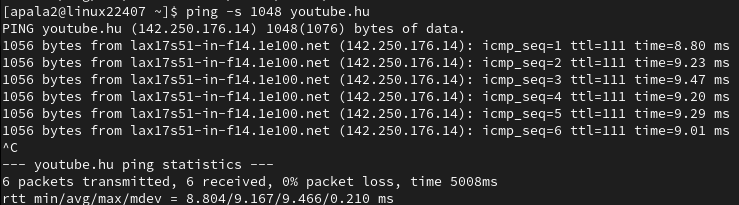 [apala2@linux22407 ~]$ ping -s 1048 youtube.hu
PING youtube.hu (142.250.176.14) 1048(1076) bytes of data.
1056 bytes from lax17s51-in-f14.1e100.net (142.250.176.14): icmp_seq=1 ttl=111 time=8.80 ms
1056 bytes from lax17s51-in-f14.1e100.net (142.250.176.14): icmp_seq=2 ttl=111 time=9.23 ms
1056 bytes from lax17s51-in-f14.1e100.net (142.250.176.14): icmp_seq=3 ttl=111 time=9.47 ms
1056 bytes from lax17s51-in-f14.1e100.net (142.250.176.14): icmp_seq=4 ttl=111 time=9.20 ms
1056 bytes from lax17s51-in-f14.1e100.net (142.250.176.14): icmp_seq=5 ttl=111 time=9.29 ms
1056 bytes from lax17s51-in-f14.1e100.net (142.250.176.14): icmp_seq=6 ttl=111 time=9.01 ms
^C
--- youtube.hu ping statistics ---
6 packets transmitted, 6 received, 0% packet loss, time 5008ms
rtt min/avg/max/mdev = 8.804/9.167/9.466/0.210 ms